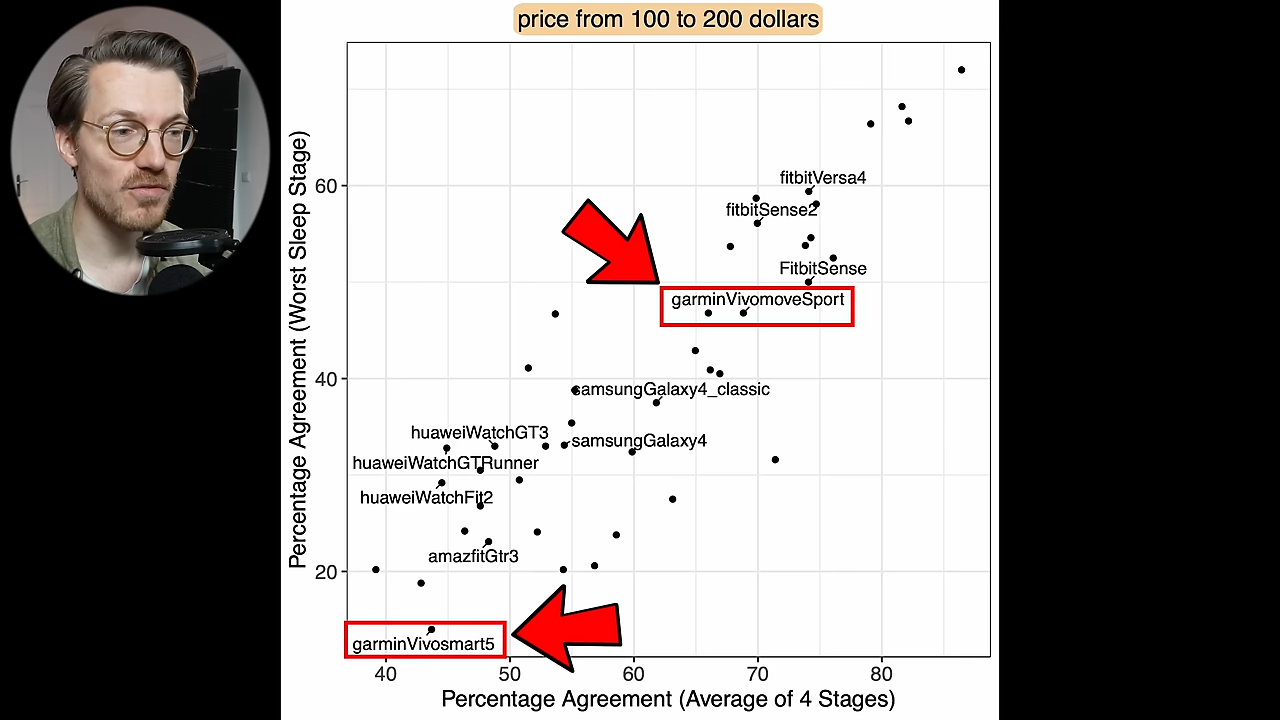 price from 100 to 200 dollars
Percentage Agreement (Worst Sleep Stage)
60
40
20
fitbitVersa4
fitbitSense2
FitbitSense
garminVivomoveSport
samsungGalaxy4_classic
huaweiWatchGT3
samsungGalaxy4
huaweiWatchGTRunner
huaweiWatchFit2
amazfitGtr3
garminVivosmart5
40 50 60 70 80
Percentage Agreement (Average of 4 Stages)